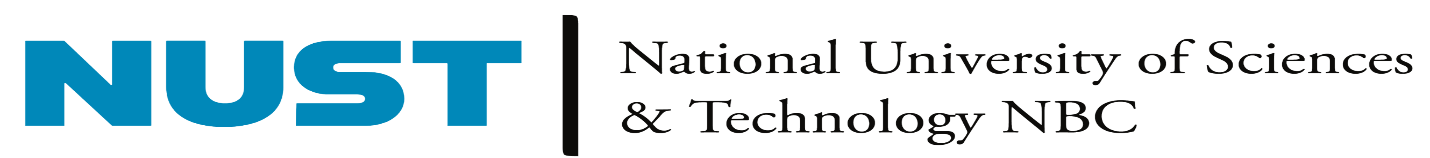 NUST
National University of Sciences
& Technology NBC